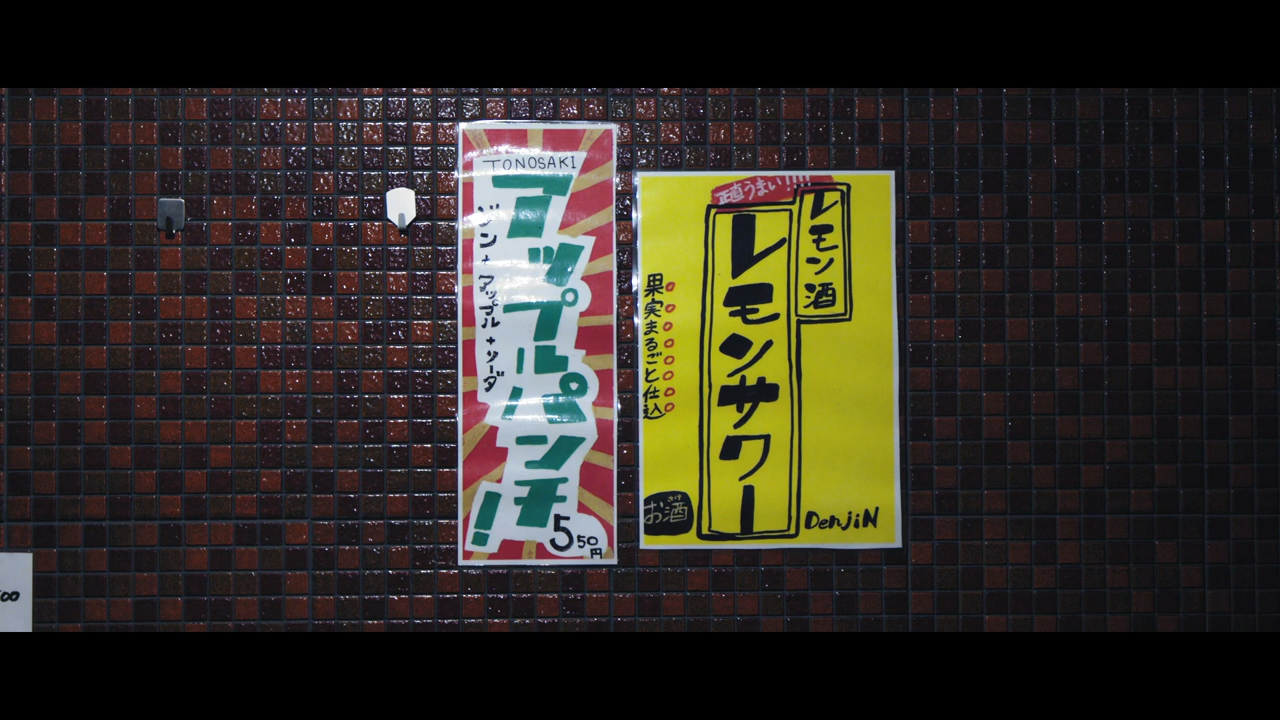 TONOSAKI
アップルパンチ!
ジン+アップル+ソーダ
550円
正直うまい!!!!
レモン酒
レモンサワー
果実まるごと仕込
お酒
DenjiN